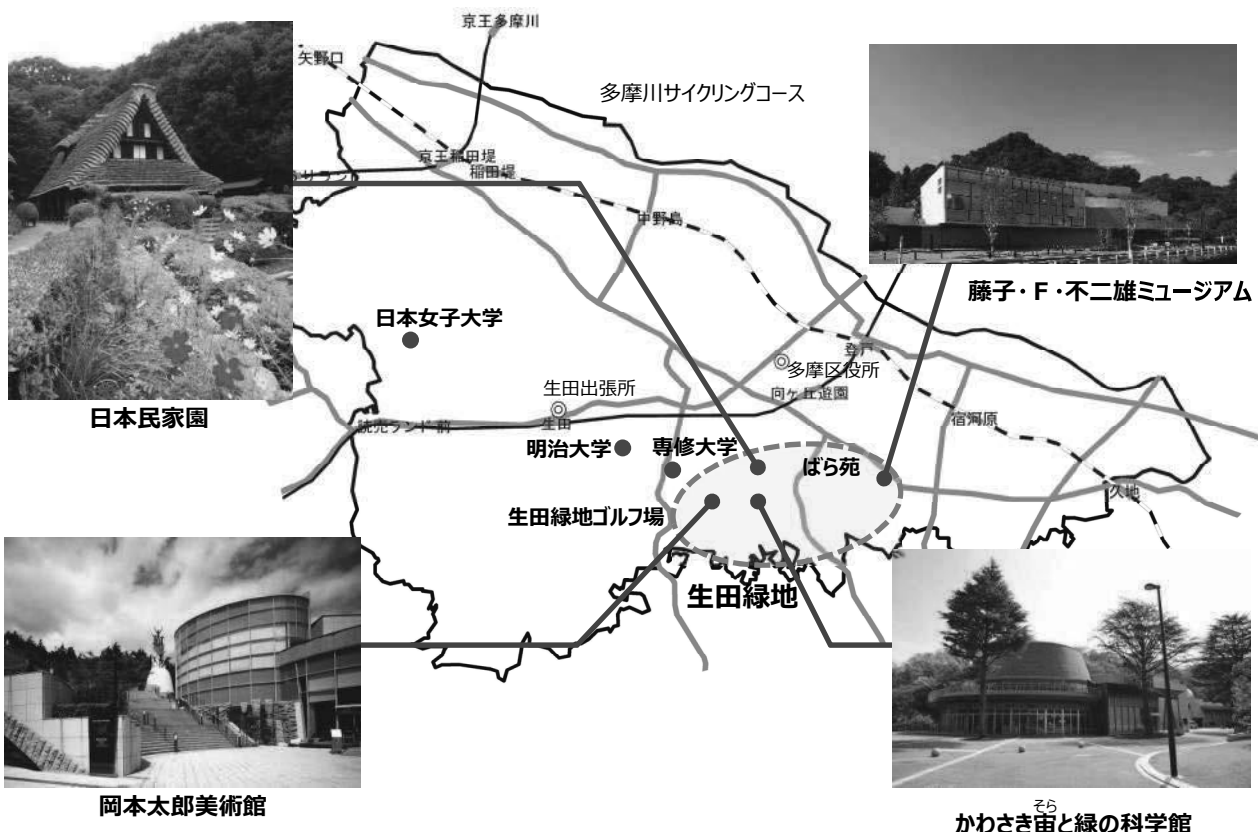 京王多摩川
矢野口
多摩川サイクリングコース
京王稲田堤
稲田堤
中野島
藤子・F・不二雄ミュージアム
日本女子大学
登戸
多摩区役所
生田出張所
向ヶ丘遊園
日本民家園
読売ランド前
生田
宿河原
明治大学
専修大学
ばら苑
久地
生田緑地ゴルフ場
生田緑地
岡本太郎美術館
そら
かわさき宙と緑の科学館